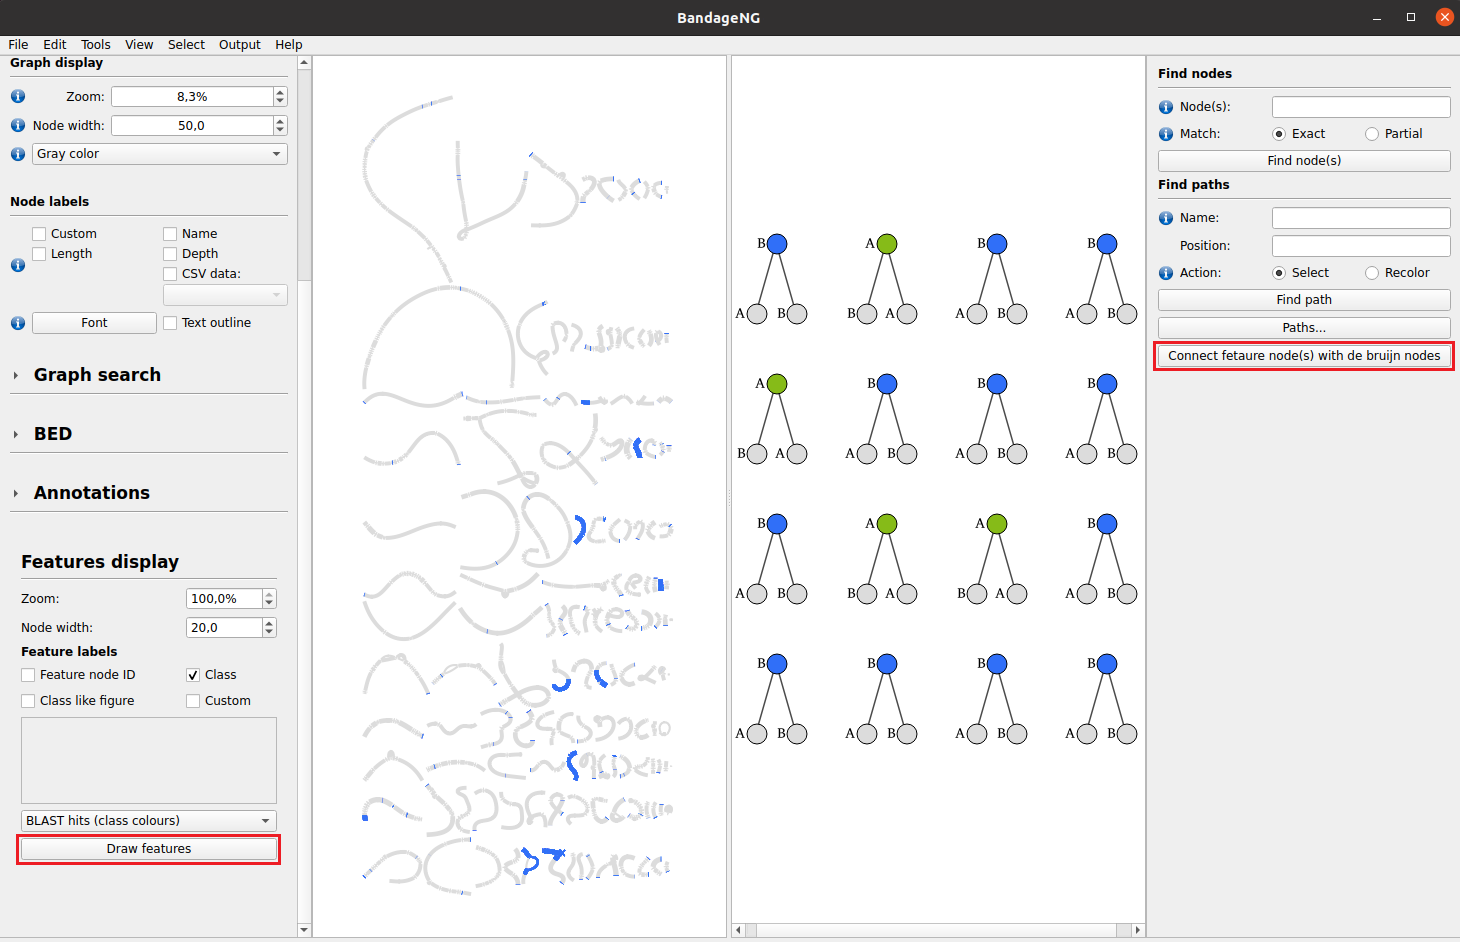 BandageNG
File Edit Tools View Select Output Help
Graph display
Zoom: 8,3%
Node width: 50,0
Gray color
Node labels
Custom Name
Length Depth
CSV data:
Font Text outline
Graph search
BED
Annotations
Features display
Zoom: 100,0%
Node width: 20,0
Feature labels
Feature node ID Class
Class like figure Custom
BLAST hits (class colours)
Draw features
B A B B
A B B A A B A B
A B B B
B A A B A B A B
B A A B
A B B A B A A B
B B B B
A B A B A B A B
Find nodes
Node(s):
Match: Exact Partial
Find node(s)
Find paths
Name:
Position:
Action: Select Recolor
Find path
Paths...
Connect fetaure node(s) with de bruijn nodes